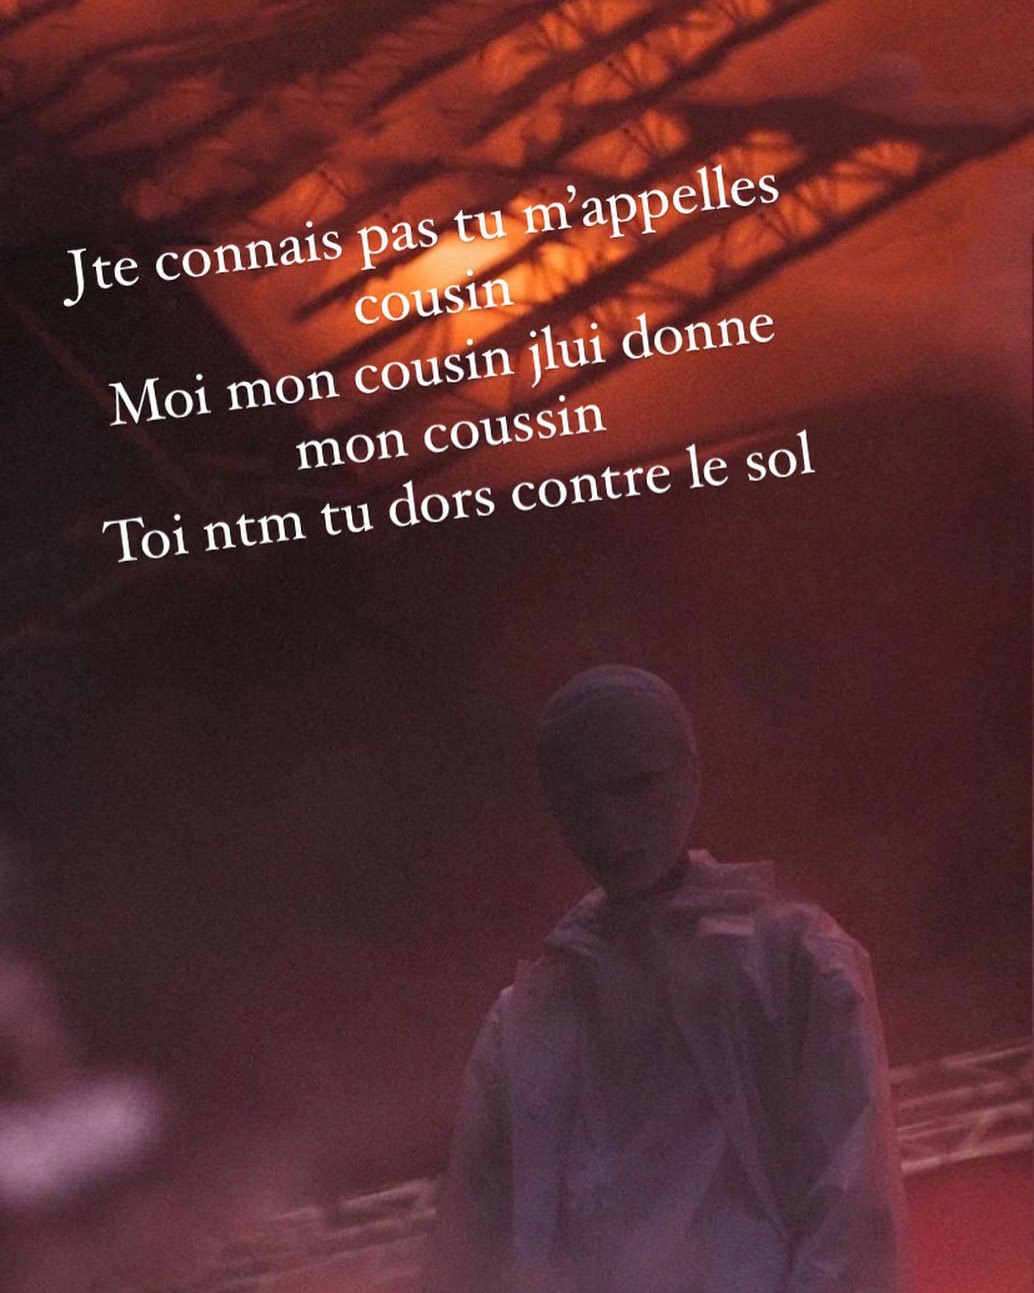 Jte connais pas tu m’appelles
cousin
Moi mon cousin jlui donne
mon coussin
Toi ntm tu dors contre le sol